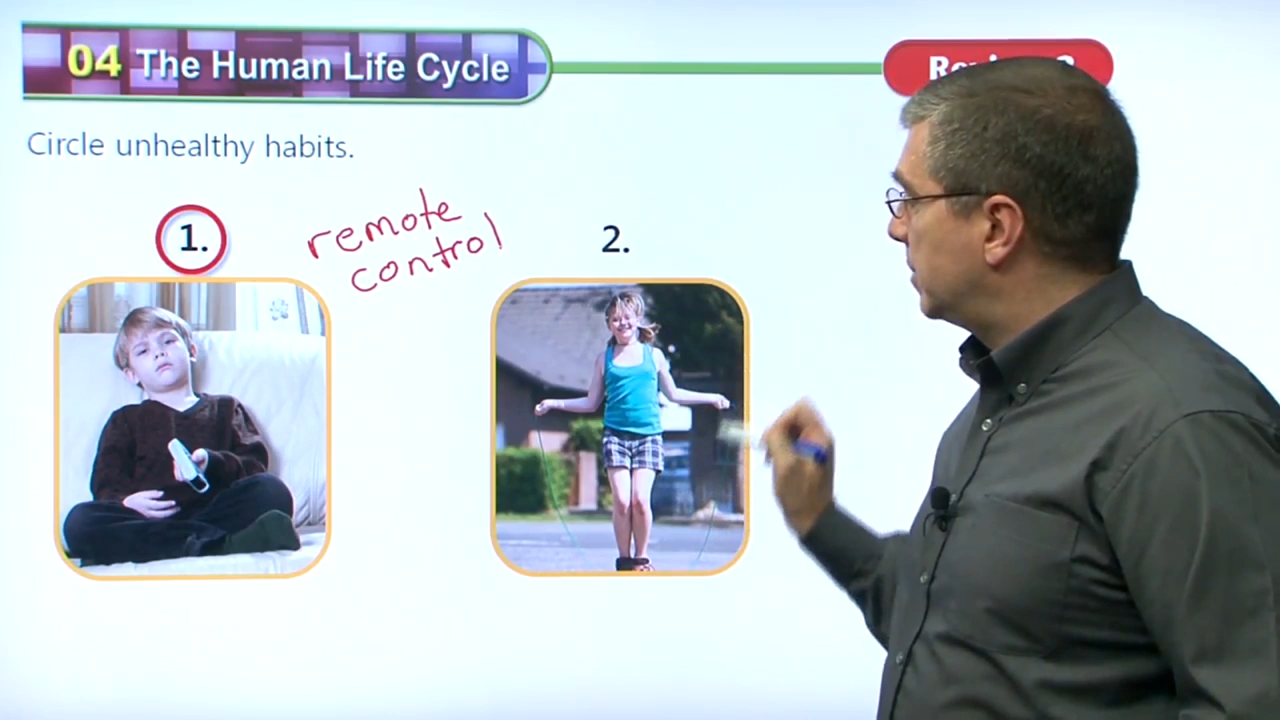 04 The Human Life Cycle
Circle unhealthy habits.
1.
remote
control
2.